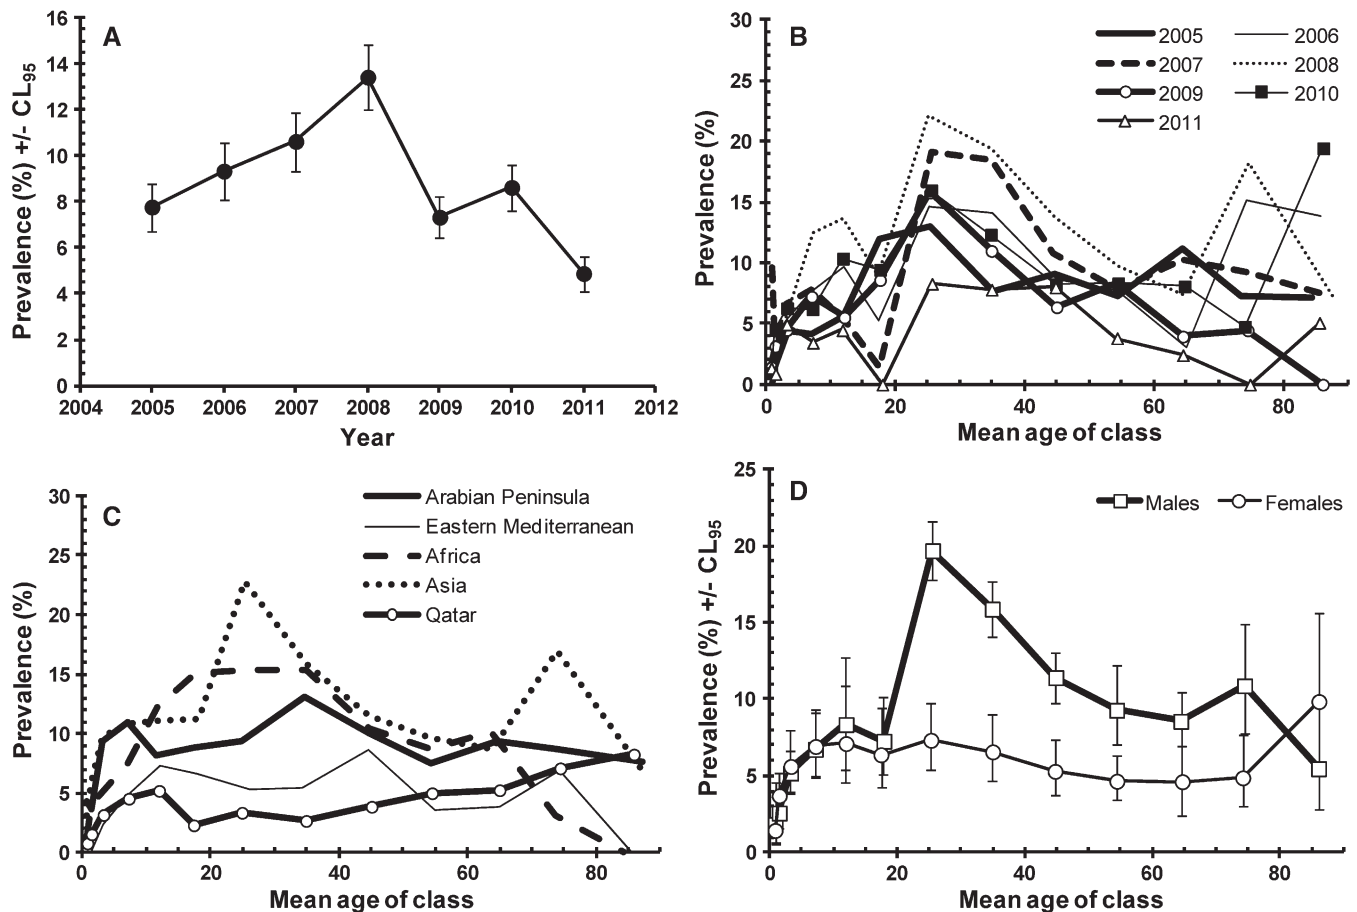 A
Prevalence (%) +/- CL95
16
14
12
10
8
6
4
2
0
2004 2005 2006 2007 2008 2009 2010 2011 2012
Year
B
Prevalence (%)
30
25
20
15
10
5
0
2005 2006
2007 2008
2009 2010
2011
0 20 40 60 80
Mean age of class
C
Prevalence (%)
30
25
20
15
10
5
0
Arabian Peninsula
Eastern Mediterranean
Africa
Asia
Qatar
0 20 40 60 80
Mean age of class
D
Prevalence (%) +/- CL95
25
20
15
10
5
0
Males Females
0 20 40 60 80
Mean age of class